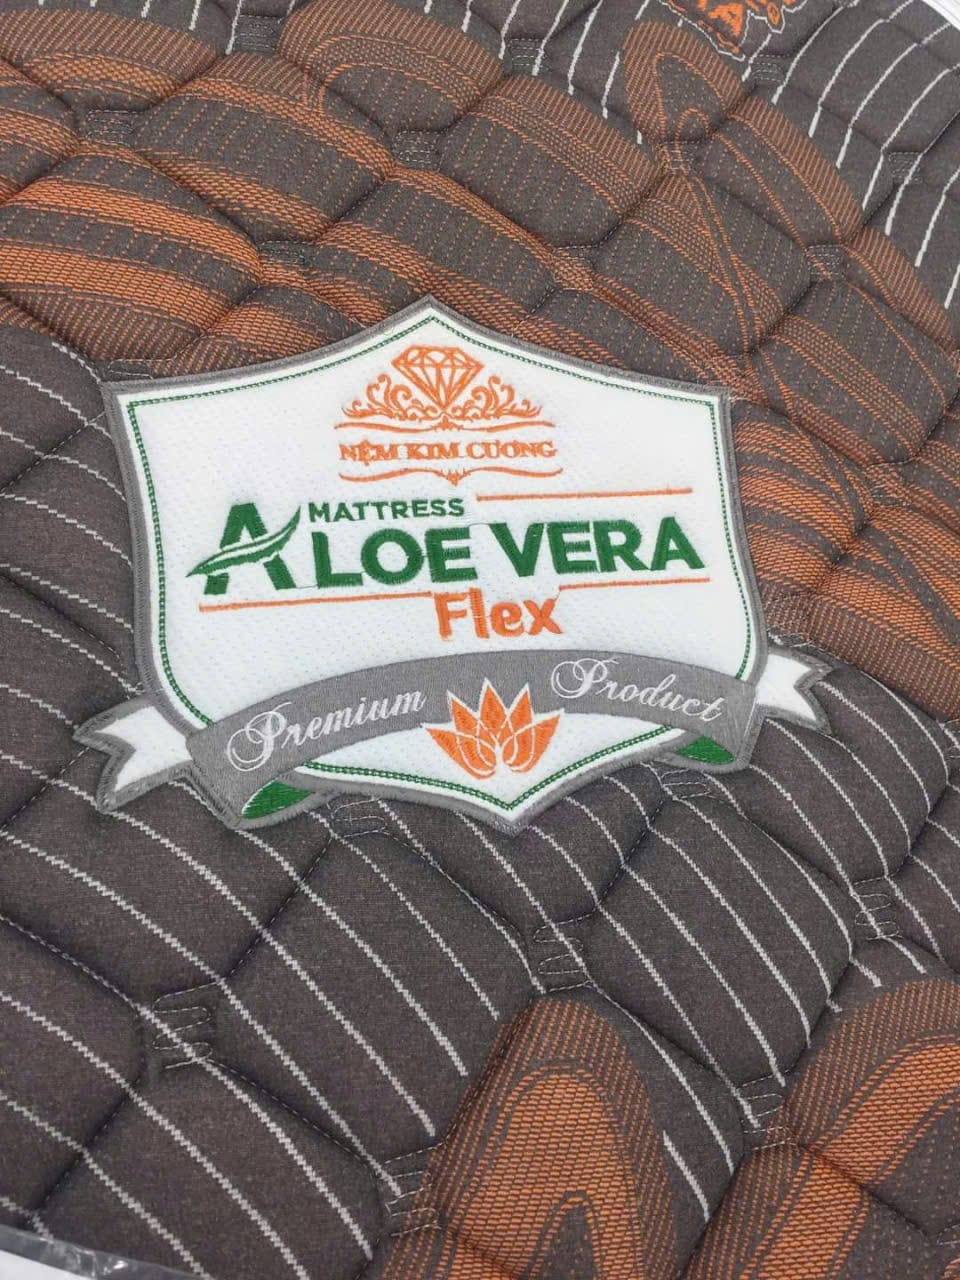 NỆM KIM CƯƠNG
MATTRESS
ALOE VERA
Flex
Premium Product